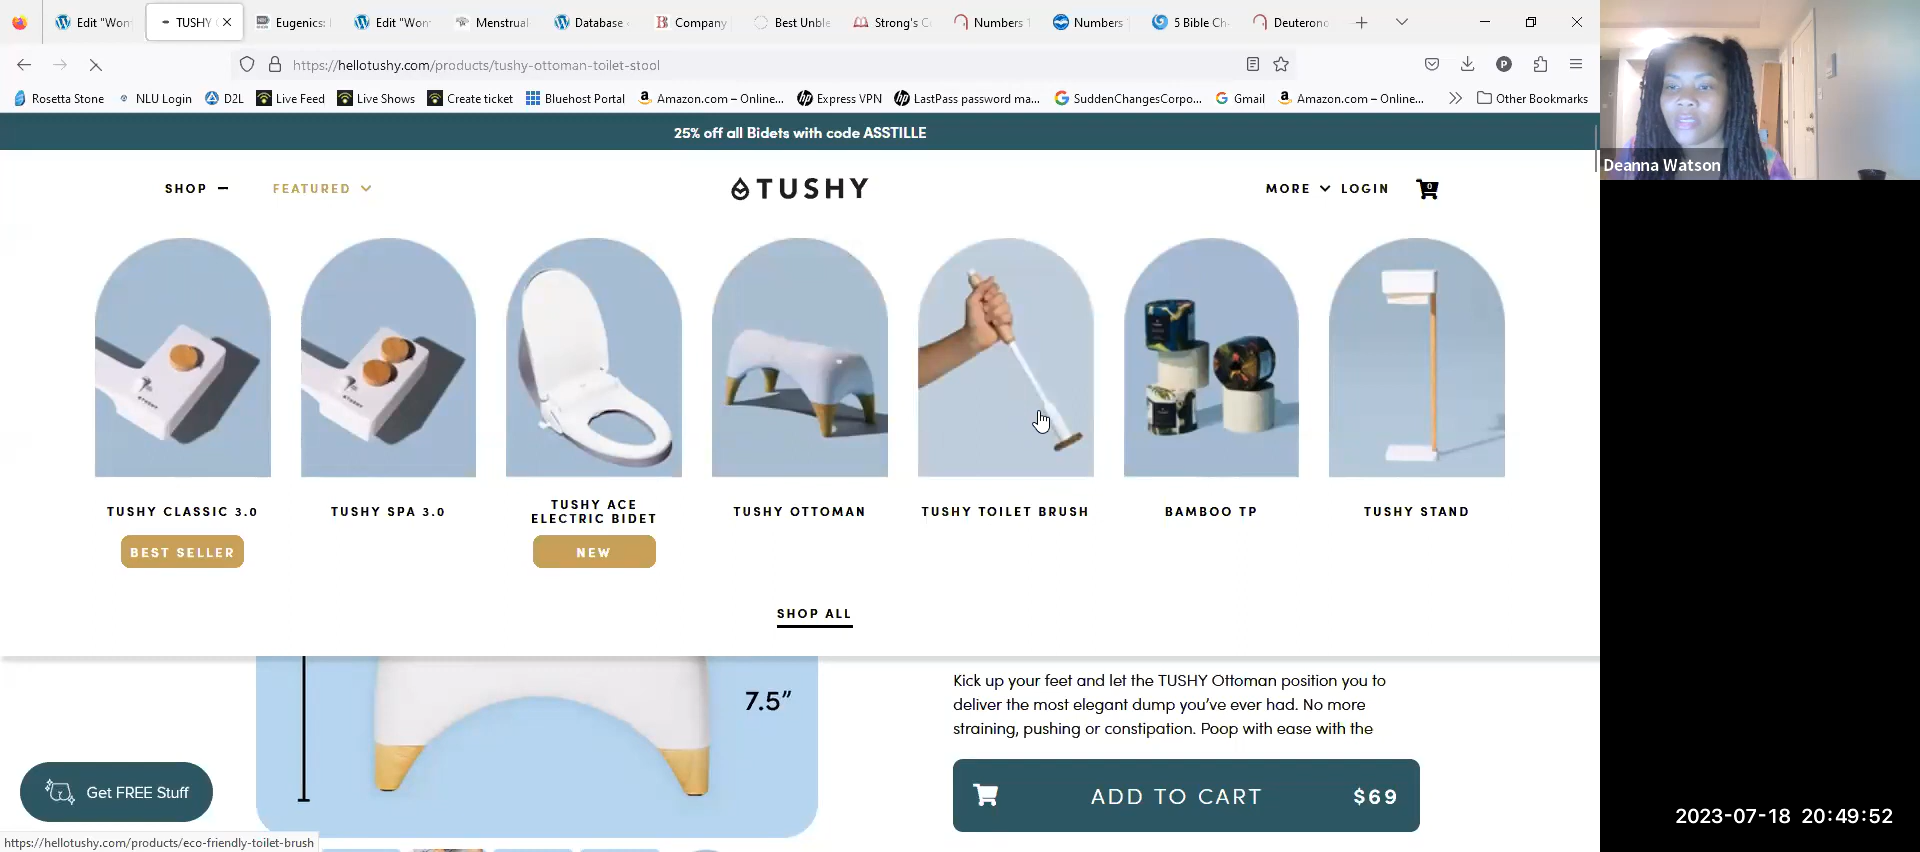 Edit "Won
TUSHY
Eugenics:
Edit "Won
Menstrual
Database
Company
Best Unble
Strong's C
Numbers 1
Numbers
5 Bible Ch
Deuterono
https://hellotushy.com/products/tushy-ottoman-toilet-stool
Rosetta Stone
NLU Login
D2L
Live Feed
Live Shows
Create ticket
Bluehost Portal
Amazon.com – Online...
Express VPN
LastPass password ma...
SuddenChangesCorpo...
Gmail
Amazon.com – Online...
Other Bookmarks
25% off all Bidets with code ASSTILLE
SHOP
FEATURED
TUSHY
MORE
LOGIN
0
TUSHY CLASSIC 3.0
BEST SELLER
TUSHY SPA 3.0
TUSHY ACE
ELECTRIC BIDET
NEW
TUSHY OTTOMAN
TUSHY TOILET BRUSH
BAMBOO TP
TUSHY STAND
SHOP ALL
7.5"
Kick up your feet and let the TUSHY Ottoman position you to
deliver the most elegant dump you've ever had. No more
straining, pushing or constipation. Poop with ease with the
ADD TO CART $69
Get FREE Stuff
https://hellotushy.com/products/eco-friendly-toilet-brush
Deanna Watson
2023-07-18 20:49:52